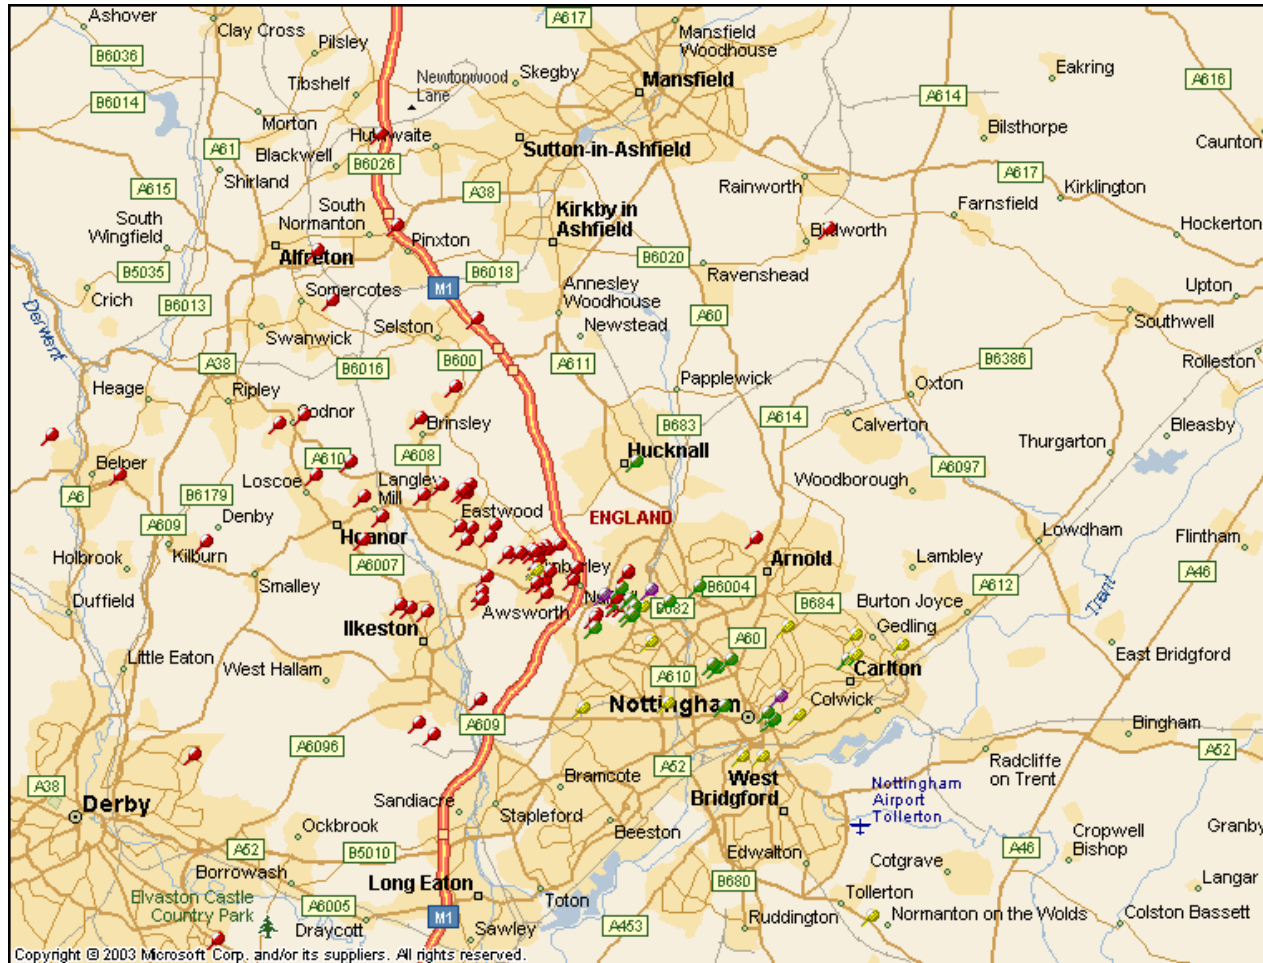 Ashover
Clay Cross
Pilsley
A617
Mansfield
Woodhouse
B6036
Tibshelf
Newtonwood
Lane
Skegby
Mansfield
Eakring
A616
B6014
Morton
A614
Bilsthorpe
Caunton
A61
Blackwell
B6026
Sutton-in-Ashfield
Shirland
A615
A38
Rainworth
A617
Kirklington
South
Wingfield
South
Normanton
Pinxton
Kirkby in
Ashfield
Farnsfield
Hockerton
Alfreton
B5035
B6018
B6020
Ravenshead
Crich
B6013
Somercotes
M1
Annesley
Woodhouse
Upton
Derwent
Swanwick
Selston
Newstead
A60
Southwell
A38
B6016
B600
A611
B6386
Rolleston
Heage
Ripley
Papplewick
Oxton
Brinsley
B683
A614
Calverton
Bleasby
Thurgarton
Belper
A610
A608
Hucknall
A6097
A6
B6179
Loscoe
Langley
Mill
Woodborough
Denby
Eastwood
ENGLAND
Lowdham
A609
Kilburn
Flintham
Holbrook
A6007
Arnold
Lambley
A46
Smalley
B6004
A612
Duffield
Awsworth
B682
B684
Burton Joyce
Trent
Ilkeston
A60
Gedling
East Bridgford
Little Eaton
West Hallam
A610
Carlton
Nottingham
Colwick
A609
Bingham
A6096
A52
A52
Radcliffe
on Trent
A38
Bramcote
West
Bridgford
Nottingham
Airport
Tollerton
Derby
Sandiacre
Stapleford
Ockbrook
Beeston
Cropwell
Bishop
Granby
A52
B5010
Edwalton
A46
Cotgrave
Borrowash
Long Eaton
B680
Langar
Elvaston Castle
Country Park
A6005
Toton
Tollerton
Draycott
M1
A453
Ruddington
Normanton on the Wolds
Colston Bassett
Sawley
Copyright © 2003 Microsoft Corp. and/or its suppliers. All rights reserved.